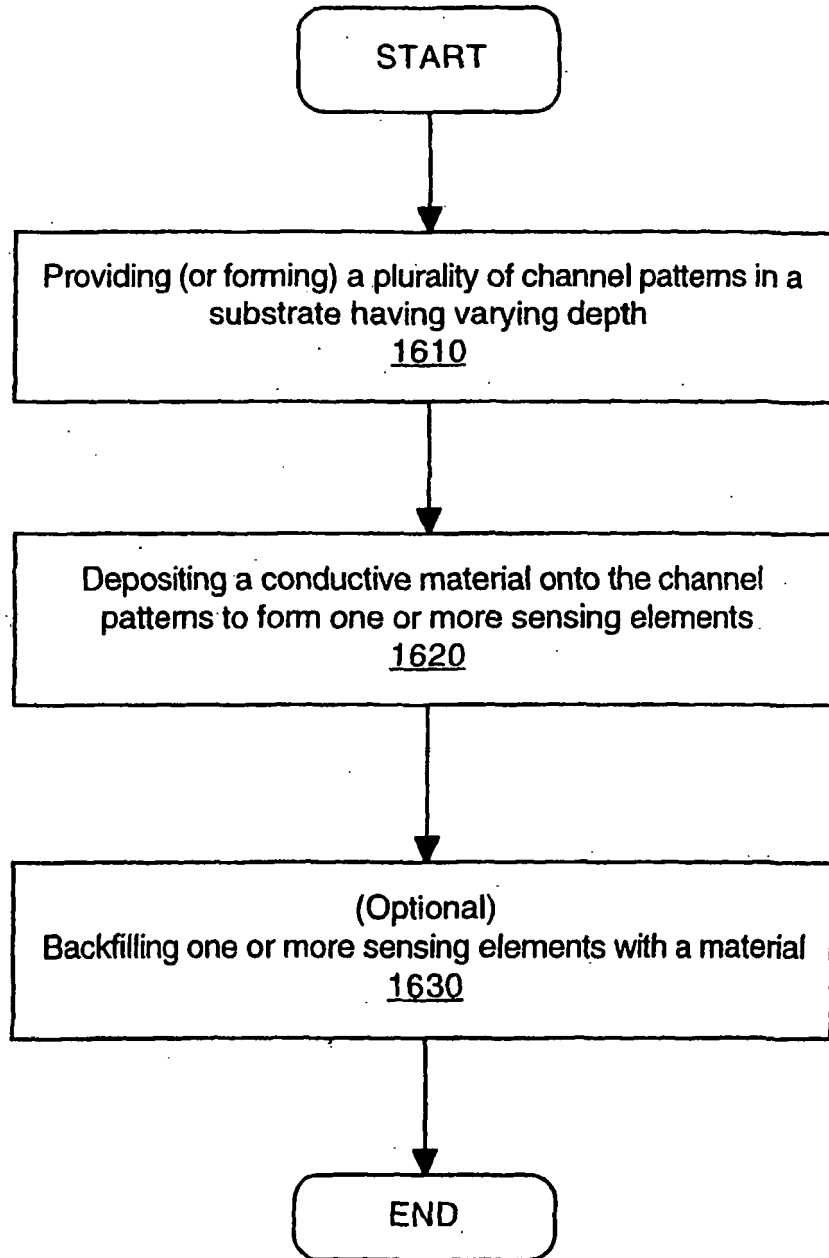 START
Providing (or forming) a plurality of channel patterns in a
substrate having varying depth
1610
Depositing a conductive material onto the channel
patterns to form one or more sensing elements
1620
(Optional)
Backfilling one or more sensing elements with a material
1630
END